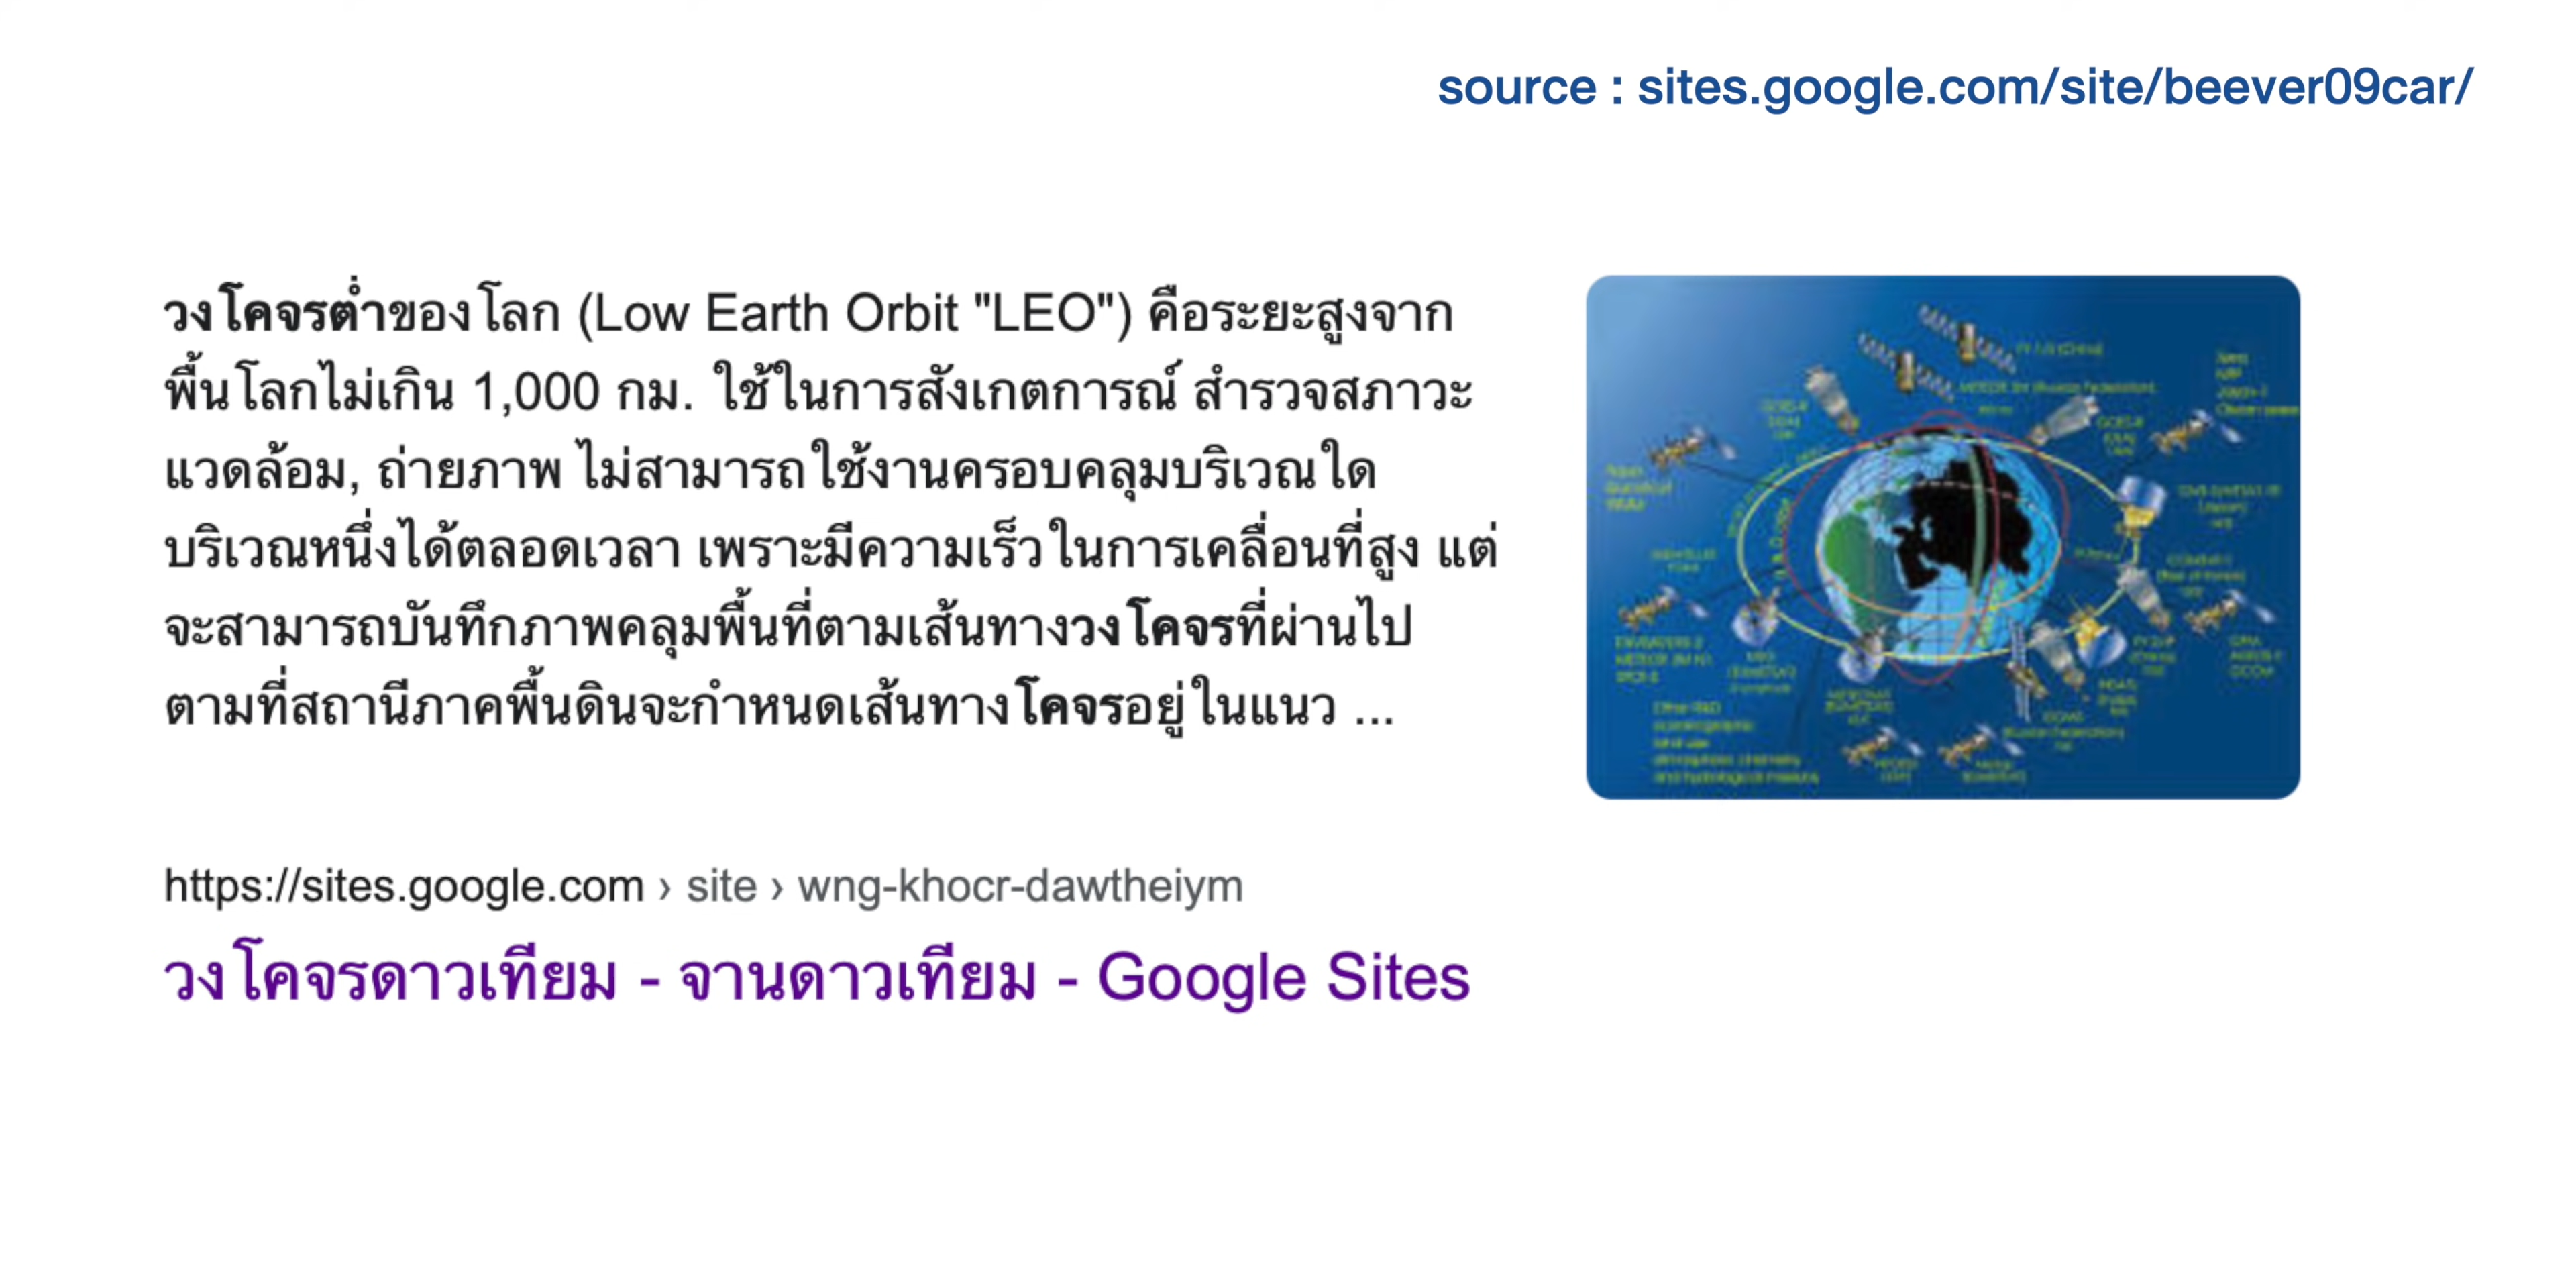 source : sites.google.com/site/beever09car/
วงโคจรต่ำของโลก (Low Earth Orbit "LEO") คือระยะสูงจาก
พื้นโลกไม่เกิน 1,000 กม. ใช้ในการสังเกตการณ์ สำรวจสภาวะ
แวดล้อม, ถ่ายภาพ ไม่สามารถใช้งานครอบคลุมบริเวณใด
บริเวณหนึ่งได้ตลอดเวลา เพราะมีความเร็วในการเคลื่อนที่สูง แต่
จะสามารถบันทึกภาพคลุมพื้นที่ตามเส้นทางวงโคจรที่ผ่านไป
ตามที่สถานีภาคพื้นดินจะกำหนดเส้นทางโคจรอยู่ในแนว ...
https://sites.google.com › site › wng-khocr-dawtheiym
วงโคจรดาวเทียม - จานดาวเทียม - Google Sites